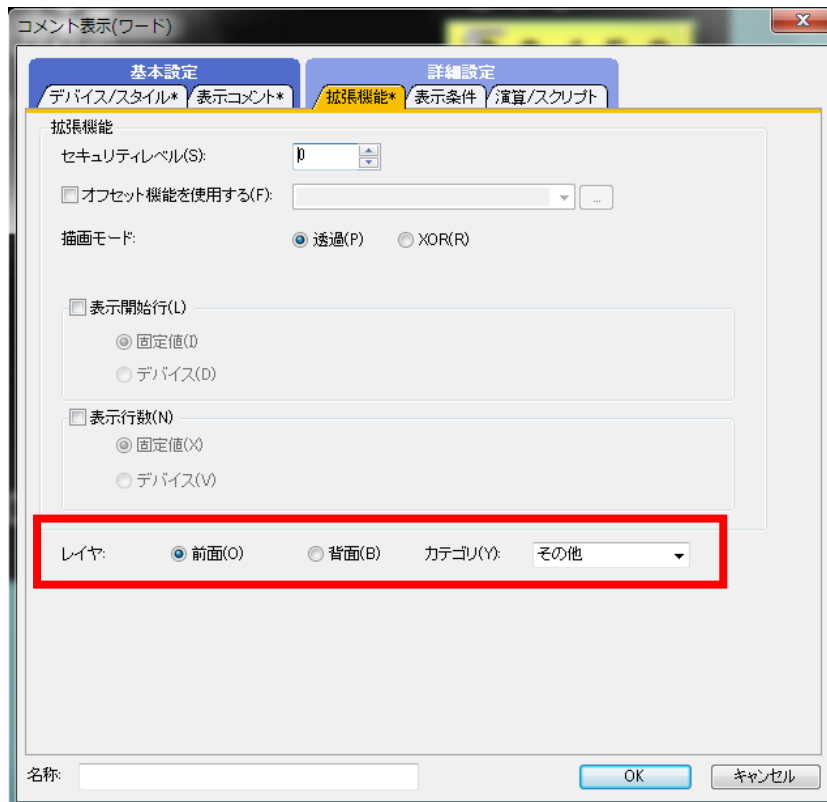 コメント表示(ワード)
基本設定
詳細設定
デバイス/スタイル* 表示コメント* 拡張機能* 表示条件 演算/スクリプト
拡張機能
セキュリティレベル(S): 0
オフセット機能を使用する(F): ...
描画モード: 透過(P) XOR(R)
表示開始行(L)
固定値(I)
デバイス(D)
表示行数(N)
固定値(X)
デバイス(V)
レイヤ: 前面(O) 背面(B) カテゴリ(Y): その他
名称: OK キャンセル